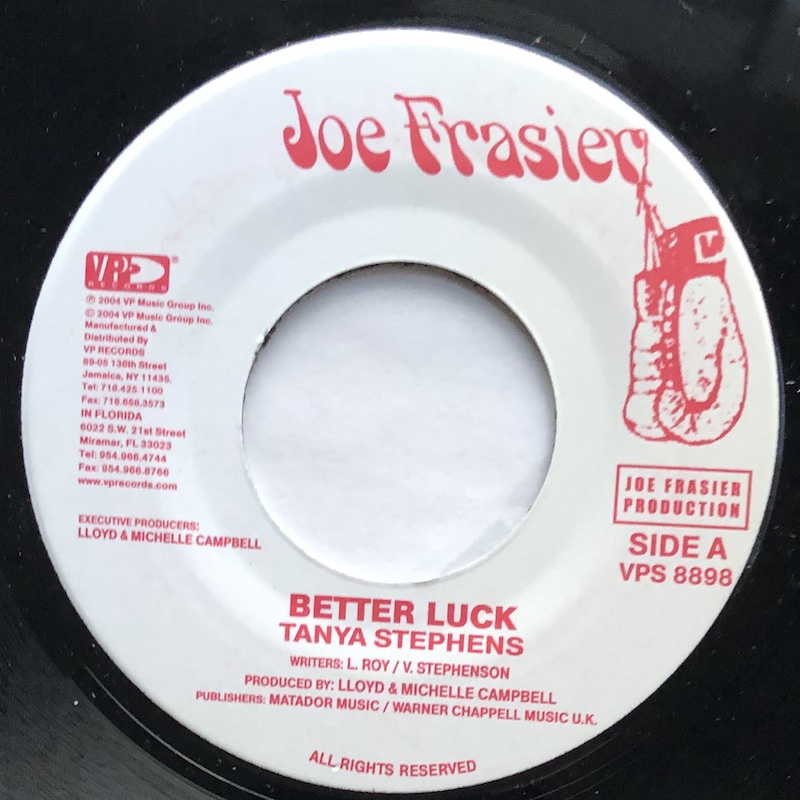 Joe Frasier
VP
RECORDS
®
℗ 2004 VP Music Group Inc.
© 2004 VP Music Group Inc.
Manufactured &
Distributed By
VP RECORDS
89-05 138th Street
Jamaica, NY 11435.
Tel: 718.425.1100
Fax: 718.658.3573
IN FLORIDA
6022 S.W. 21st Street
Miramar, FL 33023
Tel: 954.966.4744
Fax: 954.966.8766
www.vprecords.com
EXECUTIVE PRODUCERS:
LLOYD & MICHELLE CAMPBELL
JOE FRASIER
PRODUCTION
SIDE A
VPS 8898
BETTER LUCK
TANYA STEPHENS
WRITERS: L. ROY / V. STEPHENSON
PRODUCED BY: LLOYD & MICHELLE CAMPBELL
PUBLISHERS: MATADOR MUSIC / WARNER CHAPPELL MUSIC U.K.
ALL RIGHTS RESERVED